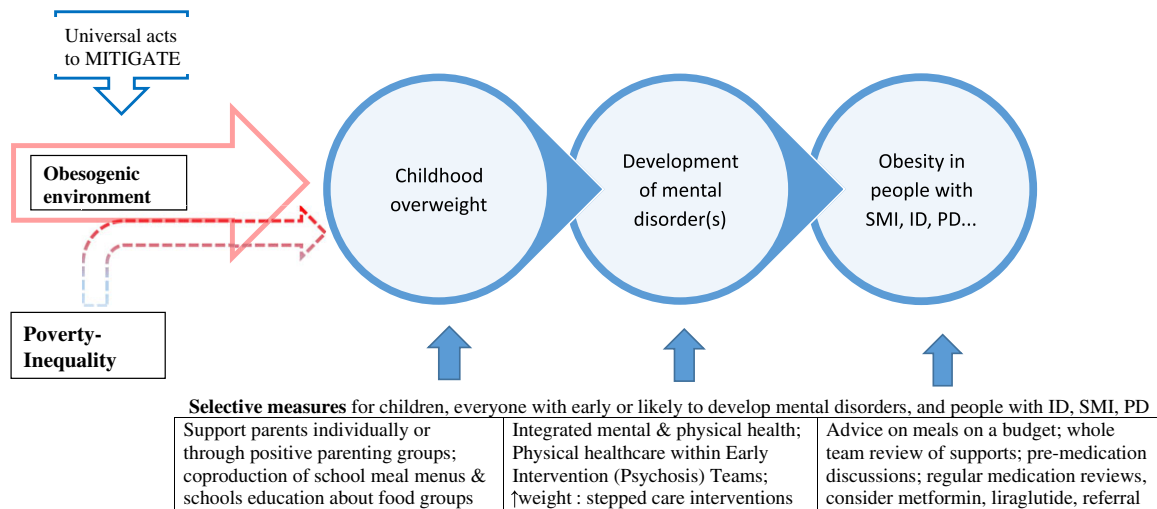 Universal acts
to MITIGATE
Obesogenic
environment
Poverty-
Inequality
Childhood
overweight
Development
of mental
disorder(s)
Obesity in
people with
SMI, ID, PD...
Selective measures for children, everyone with early or likely to develop mental disorders, and people with ID, SMI, PD
Support parents individually or
through positive parenting groups;
coproduction of school meal menus &
schools education about food groups
Integrated mental & physical health;
Physical healthcare within Early
Intervention (Psychosis) Teams;
↑weight : stepped care interventions
Advice on meals on a budget; whole
team review of supports; pre-medication
discussions; regular medication reviews,
consider metformin, liraglutide, referral